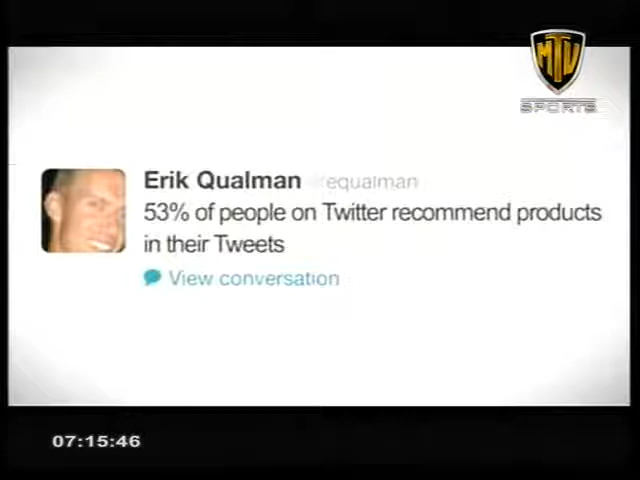 MTV
SPORTS
Erik Qualman @equalman
53% of people on Twitter recommend products
in their Tweets
View conversation
07:15:46